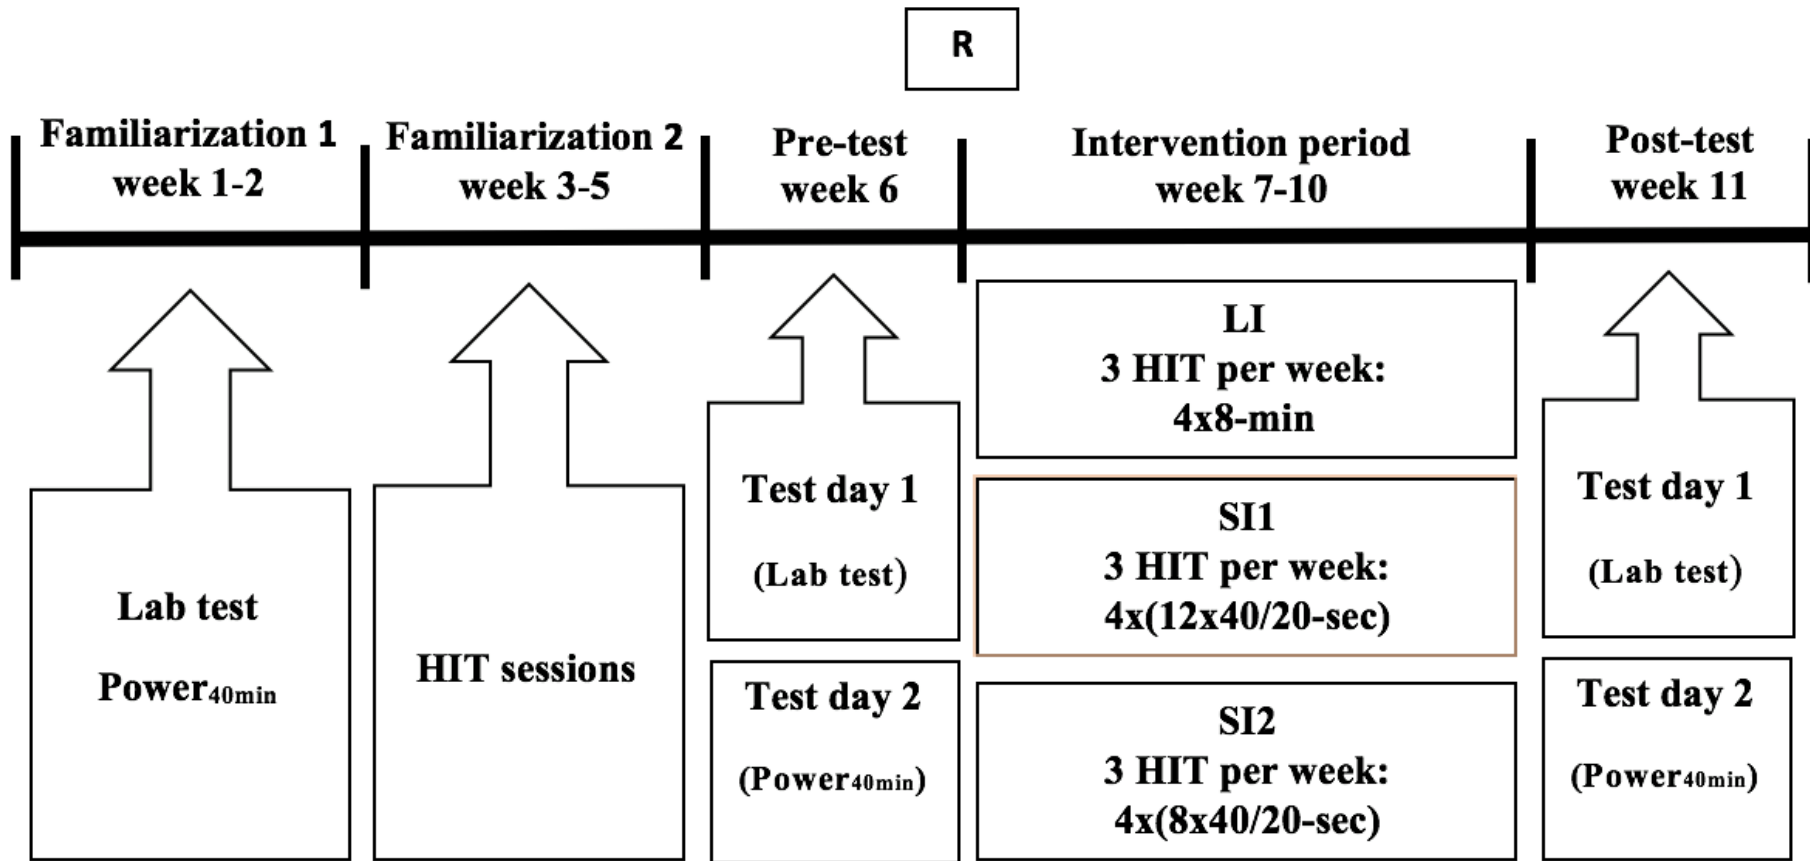 R
Familiarization 1
week 1-2
Familiarization 2
week 3-5
Pre-test
week 6
Intervention period
week 7-10
Post-test
week 11
Lab test
Power40min
HIT sessions
Test day 1
(Lab test)
Test day 2
(Power40min)
LI
3 HIT per week:
4x8-min
SI1
3 HIT per week:
4x(12x40/20-sec)
SI2
3 HIT per week:
4x(8x40/20-sec)
Test day 1
(Lab test)
Test day 2
(Power40min)